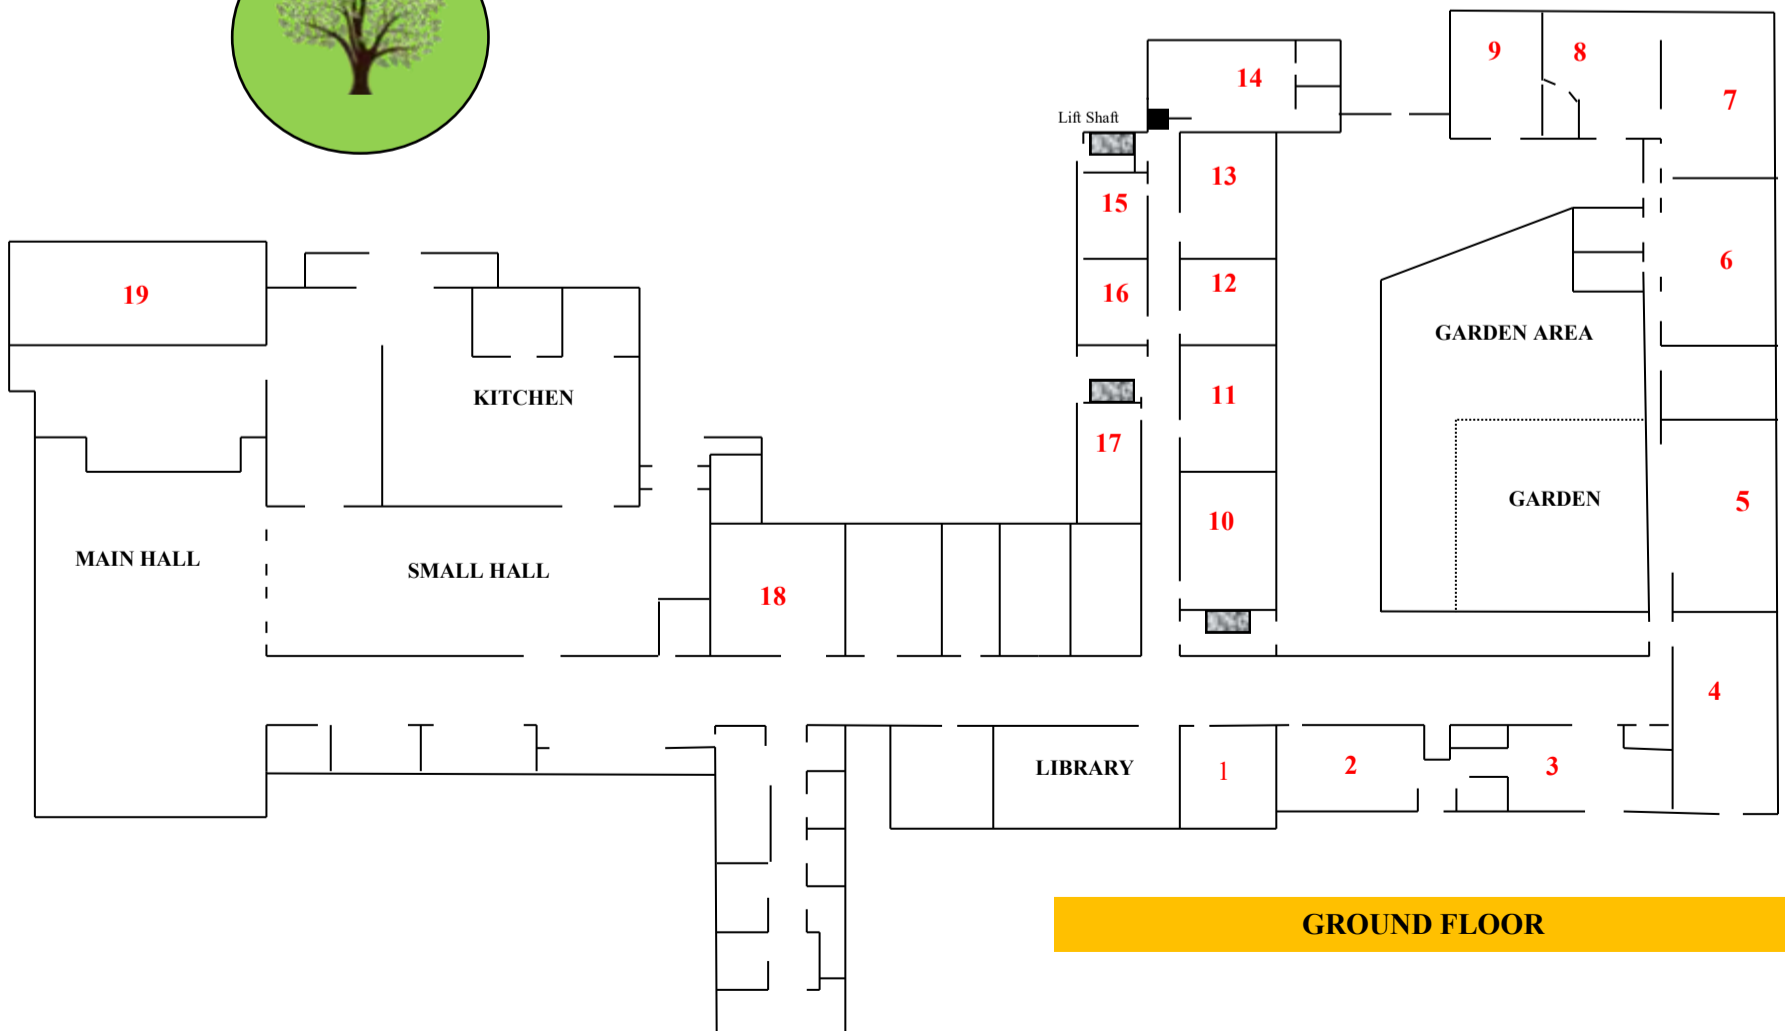 9
8
14
7
Lift Shaft
13
15
6
12
16
19
GARDEN AREA
11
KITCHEN
17
GARDEN
5
10
MAIN HALL
SMALL HALL
18
4
LIBRARY
1
2
3
GROUND FLOOR